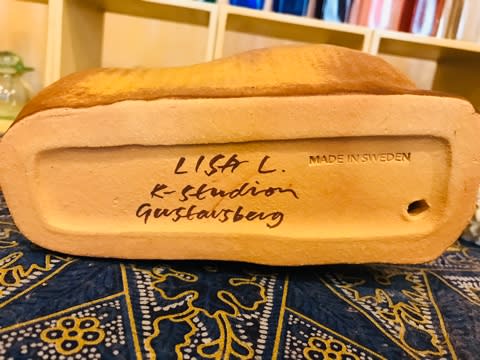 LISA L.
MADE IN SWEDEN
K-Studion
Gustavsberg